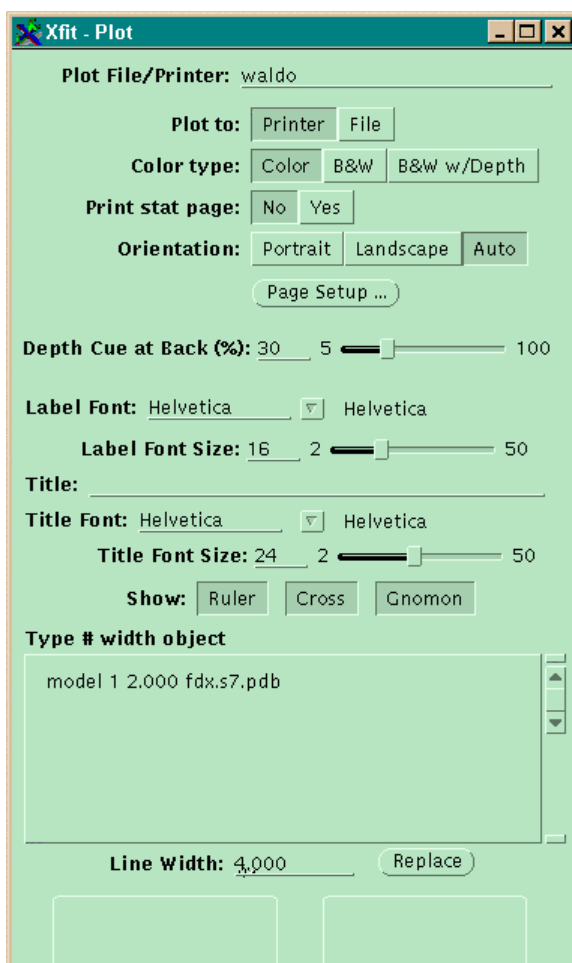 Xfit - Plot
Plot File/Printer: waldo
Plot to: Printer File
Color type: Color B&W B&W w/Depth
Print stat page: No Yes
Orientation: Portrait Landscape Auto
Page Setup ...
Depth Cue at Back (%): 30 5 100
Label Font: Helvetica Helvetica
Label Font Size: 16 2 50
Title:
Title Font: Helvetica Helvetica
Title Font Size: 24 2 50
Show: Ruler Cross Gnomon
Type # width object
model 1 2.000 fdx.s7.pdb
Line Width: 4.000 Replace